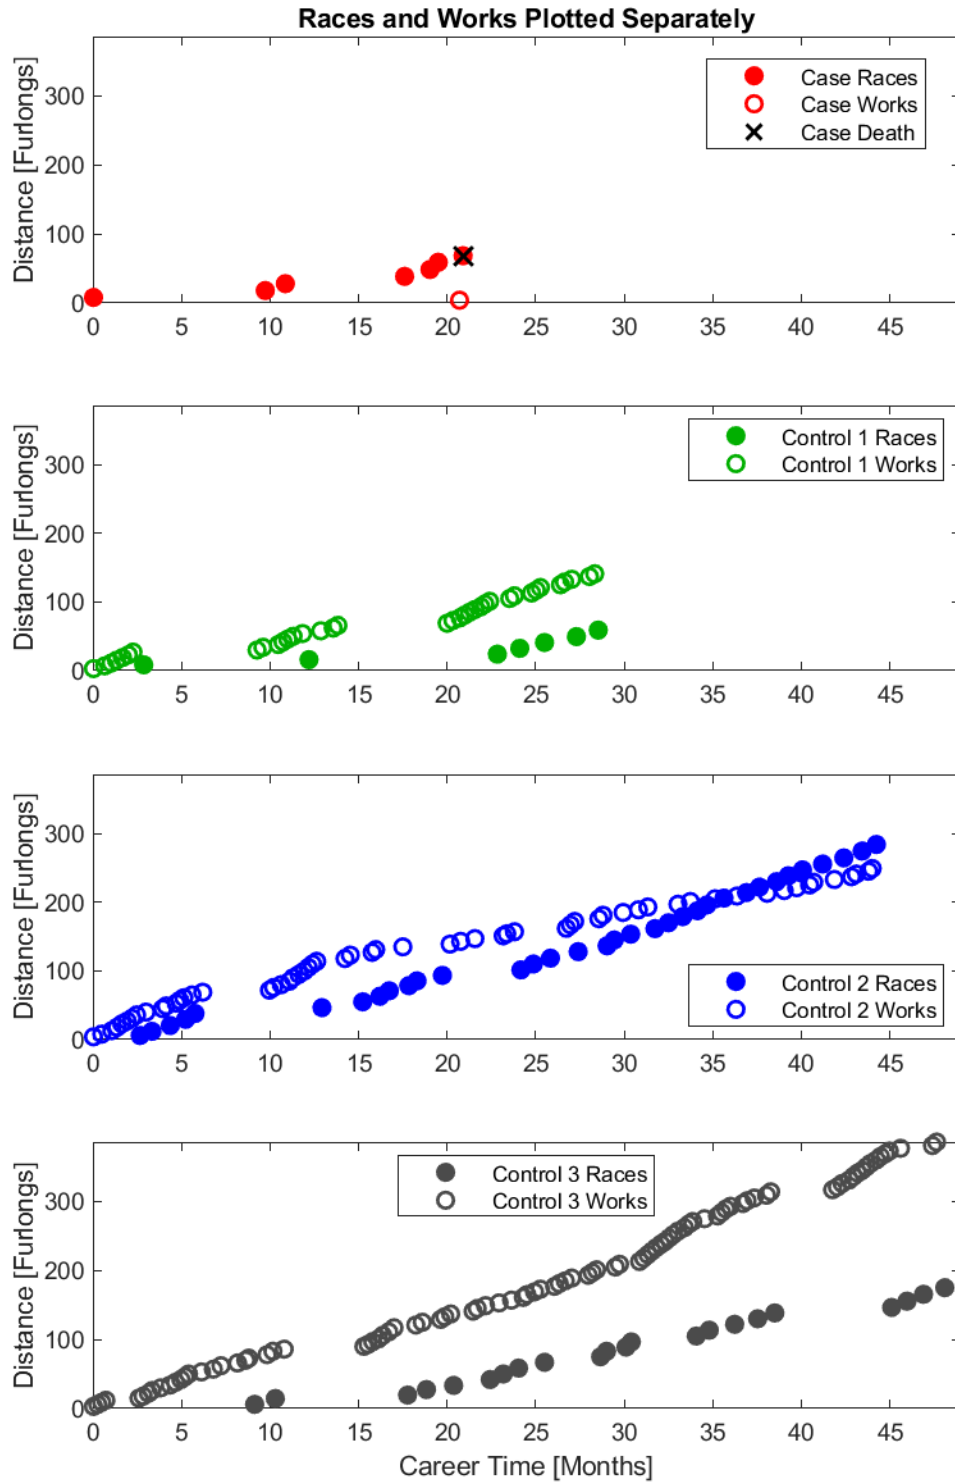 Races and Works Plotted Separately
Distance [Furlongs]
300
200
100
0
Case Races
Case Works
Case Death
0 5 10 15 20 25 30 35 40 45
Distance [Furlongs]
300
200
100
0
Control 1 Races
Control 1 Works
0 5 10 15 20 25 30 35 40 45
Distance [Furlongs]
300
200
100
0
Control 2 Races
Control 2 Works
0 5 10 15 20 25 30 35 40 45
Distance [Furlongs]
300
200
100
0
Control 3 Races
Control 3 Works
0 5 10 15 20 25 30 35 40 45
Career Time [Months]